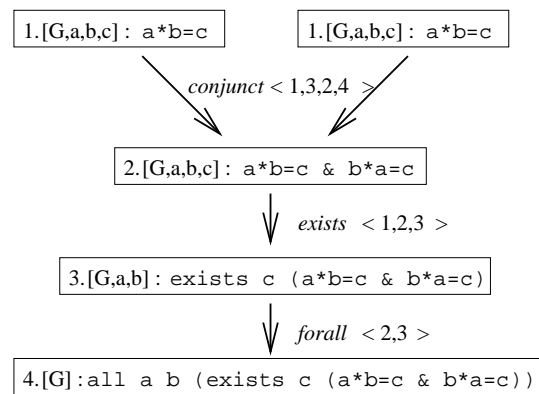 1.[G,a,b,c] : a*b=c
1.[G,a,b,c] : a*b=c
conjunct < 1,3,2,4 >
2.[G,a,b,c] : a*b=c & b*a=c
exists < 1,2,3 >
3.[G,a,b] : exists c (a*b=c & b*a=c)
forall < 2,3 >
4.[G] :all a b (exists c (a*b=c & b*a=c))